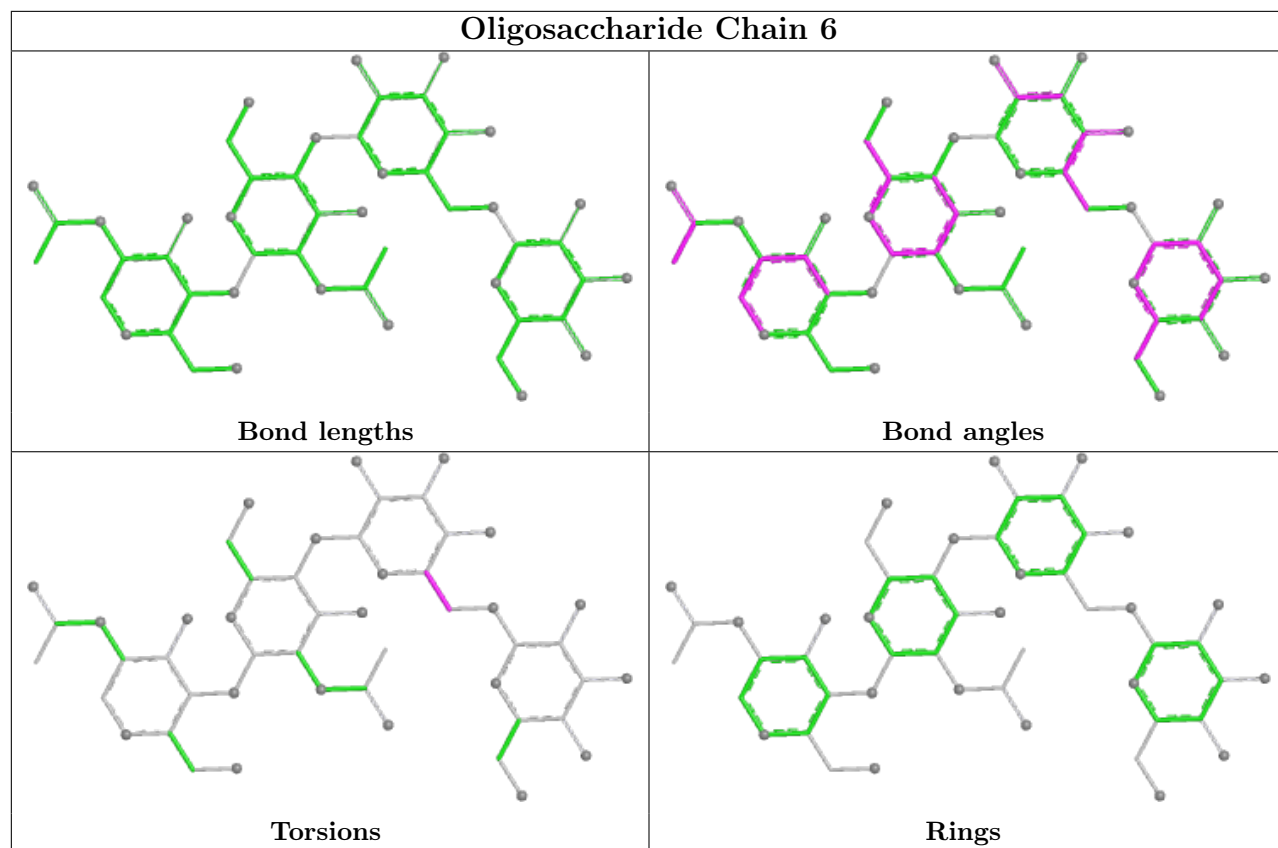 Oligosaccharide Chain 6
Bond lengths
Bond angles
Torsions
Rings